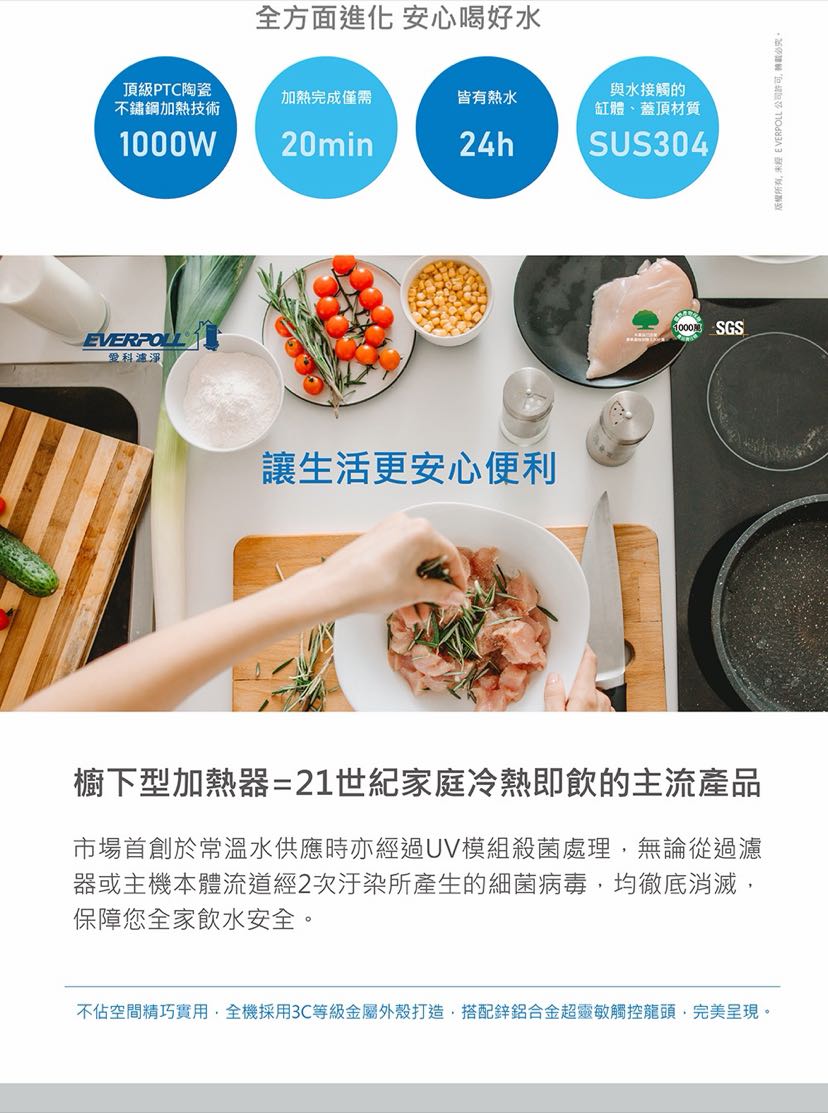 全方面進化 安心喝好水
頂級PTC陶瓷
不鏽鋼加熱技術
1000W
加熱完成僅需
20min
皆有熱水
24h
與水接觸的
缸體、蓋頂材質
SUS304
版權所有, 未經 EVERPOLL 公司許可, 轉載必究。
EVERPOLL
愛科濾淨
1000萬
SGS
讓生活更安心便利
櫥下型加熱器=21世紀家庭冷熱即飲的主流產品
市場首創於常溫水供應時亦經過UV模組殺菌處理，無論從過濾
器或主機本體流道經2次汙染所產生的細菌病毒，均徹底消滅，
保障您全家飲水安全。
不佔空間精巧實用，全機採用3C等級金屬外殼打造，搭配鋅鋁合金超靈敏觸控龍頭，完美呈現。